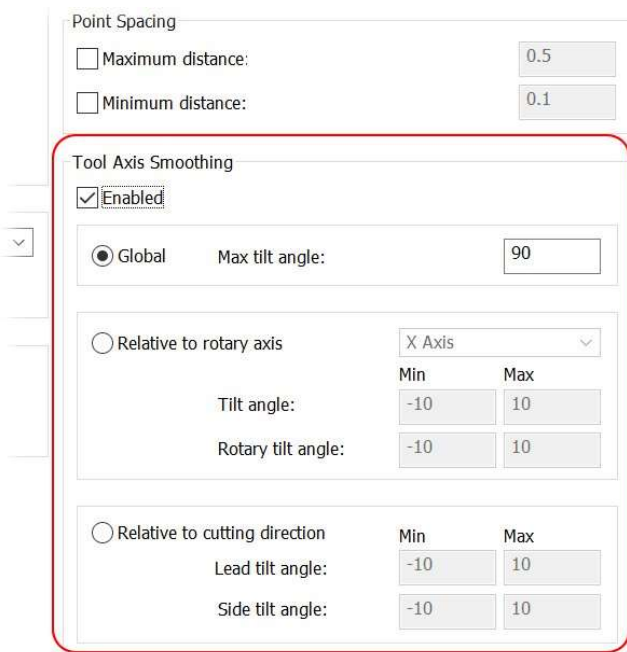 Point Spacing
Maximum distance: 0.5
Minimum distance: 0.1
Tool Axis Smoothing
Enabled
Global Max tilt angle: 90
Relative to rotary axis X Axis
Min Max
Tilt angle: -10 10
Rotary tilt angle: -10 10
Relative to cutting direction Min Max
Lead tilt angle: -10 10
Side tilt angle: -10 10